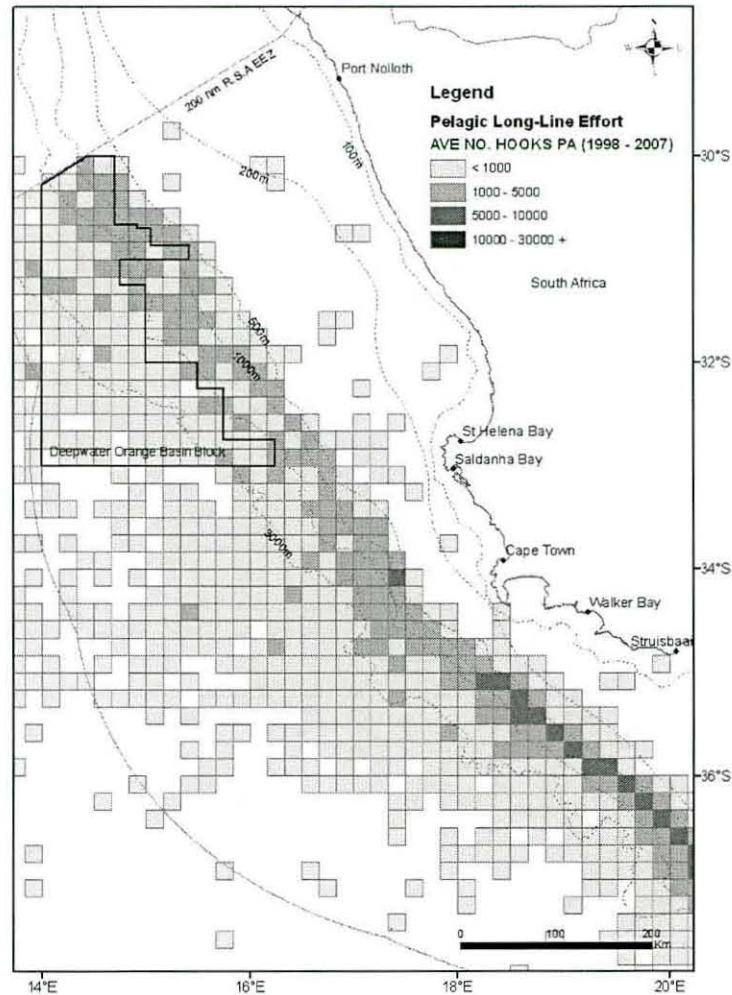 200 nm R.S.A EEZ
Port Nolloth
N
Legend
Pelagic Long-Line Effort
AVE NO. HOOKS PA (1998 - 2007)
< 1000
1000 - 5000
5000 - 10000
10000 - 30000 +
100m
200m
30°S
South Africa
500m
1000m
32°S
St Helena Bay
Saldanha Bay
Deepwater Orange Basin Block
3000m
Cape Town
34°S
Walker Bay
Struisbaai
36°S
0 100 200
Km
14°E 16°E 18°E 20°E